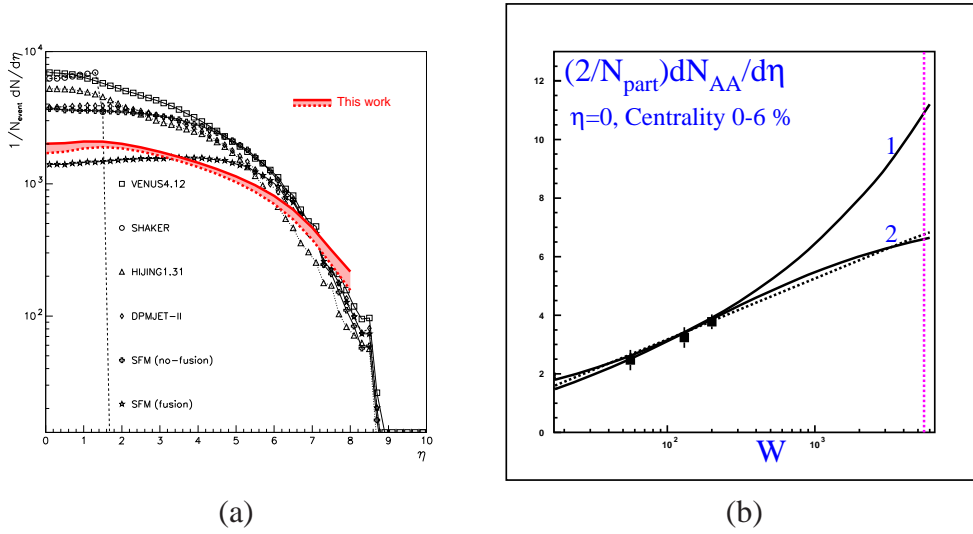 10⁴
10³
10²
1/N_event dN/dη
This work
VENUS4.12
SHAKER
HIJING1.31
DPMJET-II
SFM (no-fusion)
SFM (fusion)
0 1 2 3 4 5 6 7 8 9 10
η
(a)
(2/N_part)dN_AA/dη
η=0, Centrality 0-6 %
1
2
12
10
8
6
4
2
0
10² 10³
W
(b)